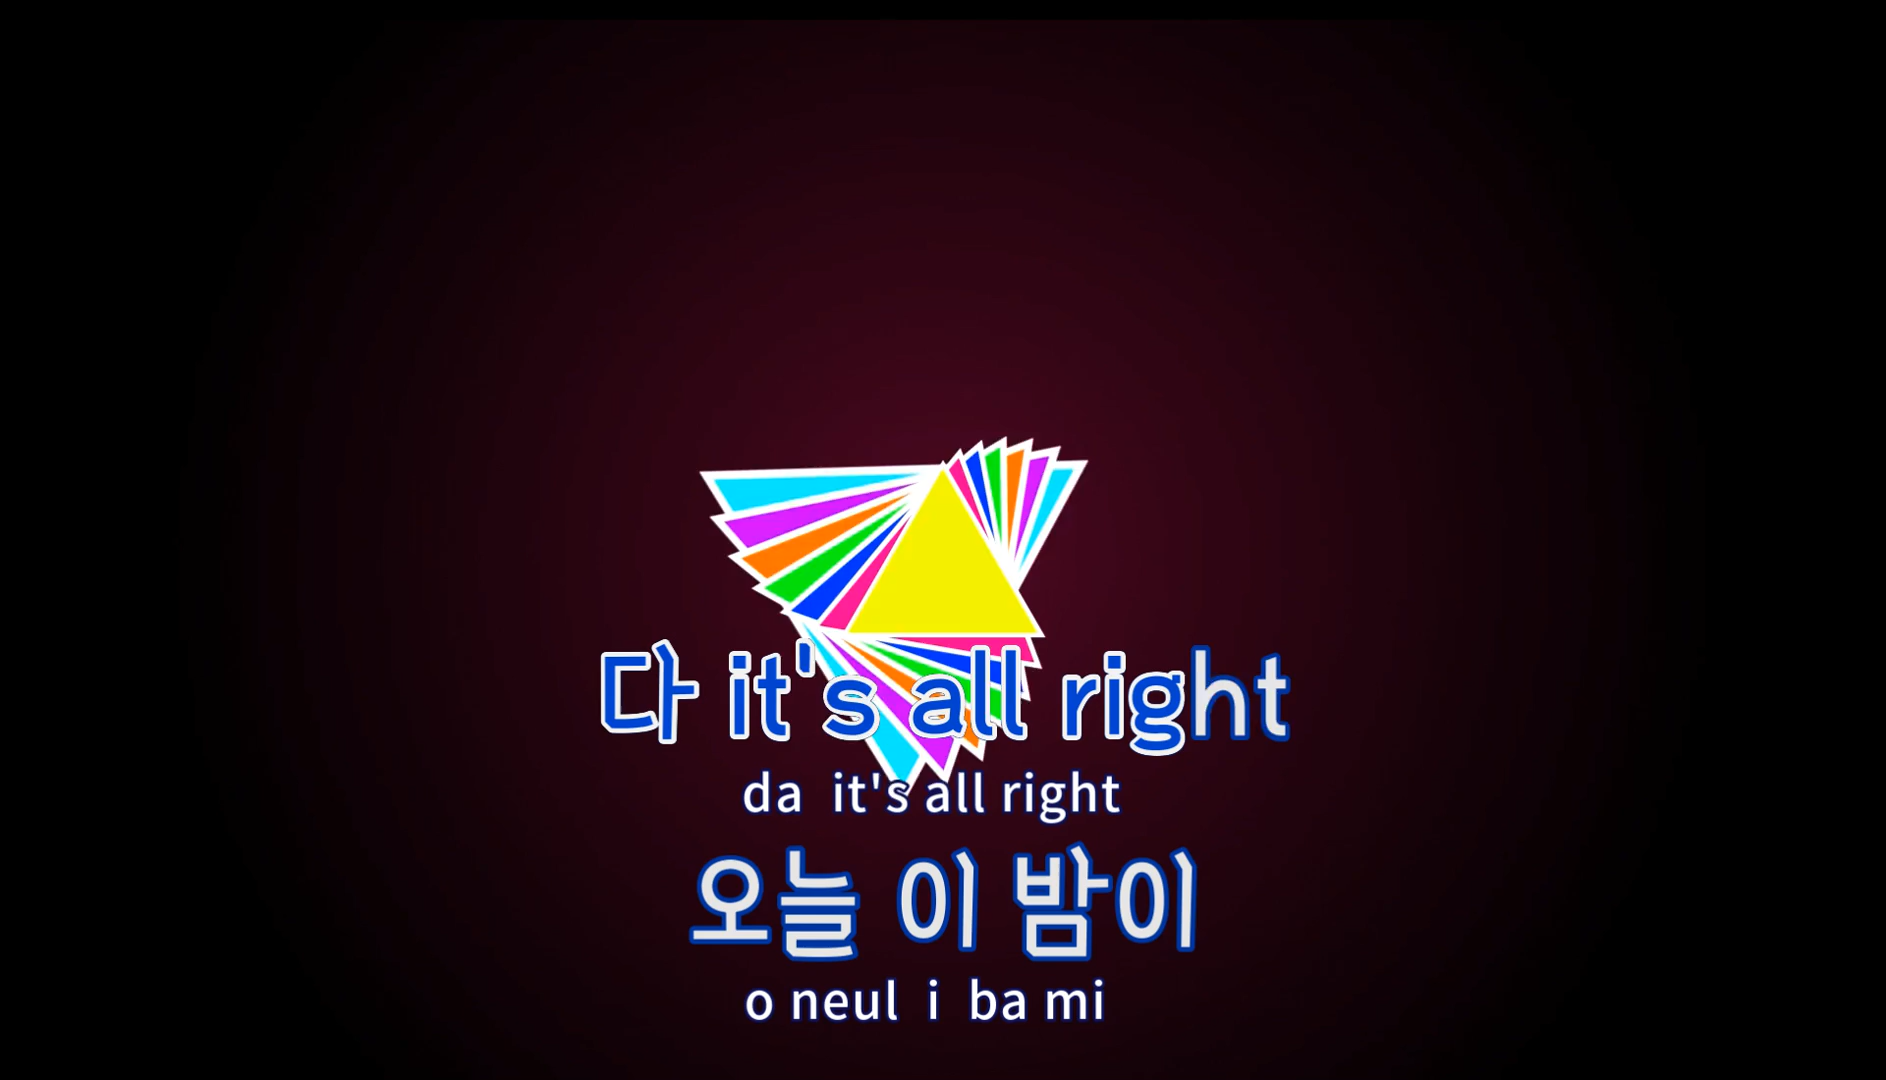 다 it's all right
da it's all right
오늘 이 밤이
o neul i ba mi